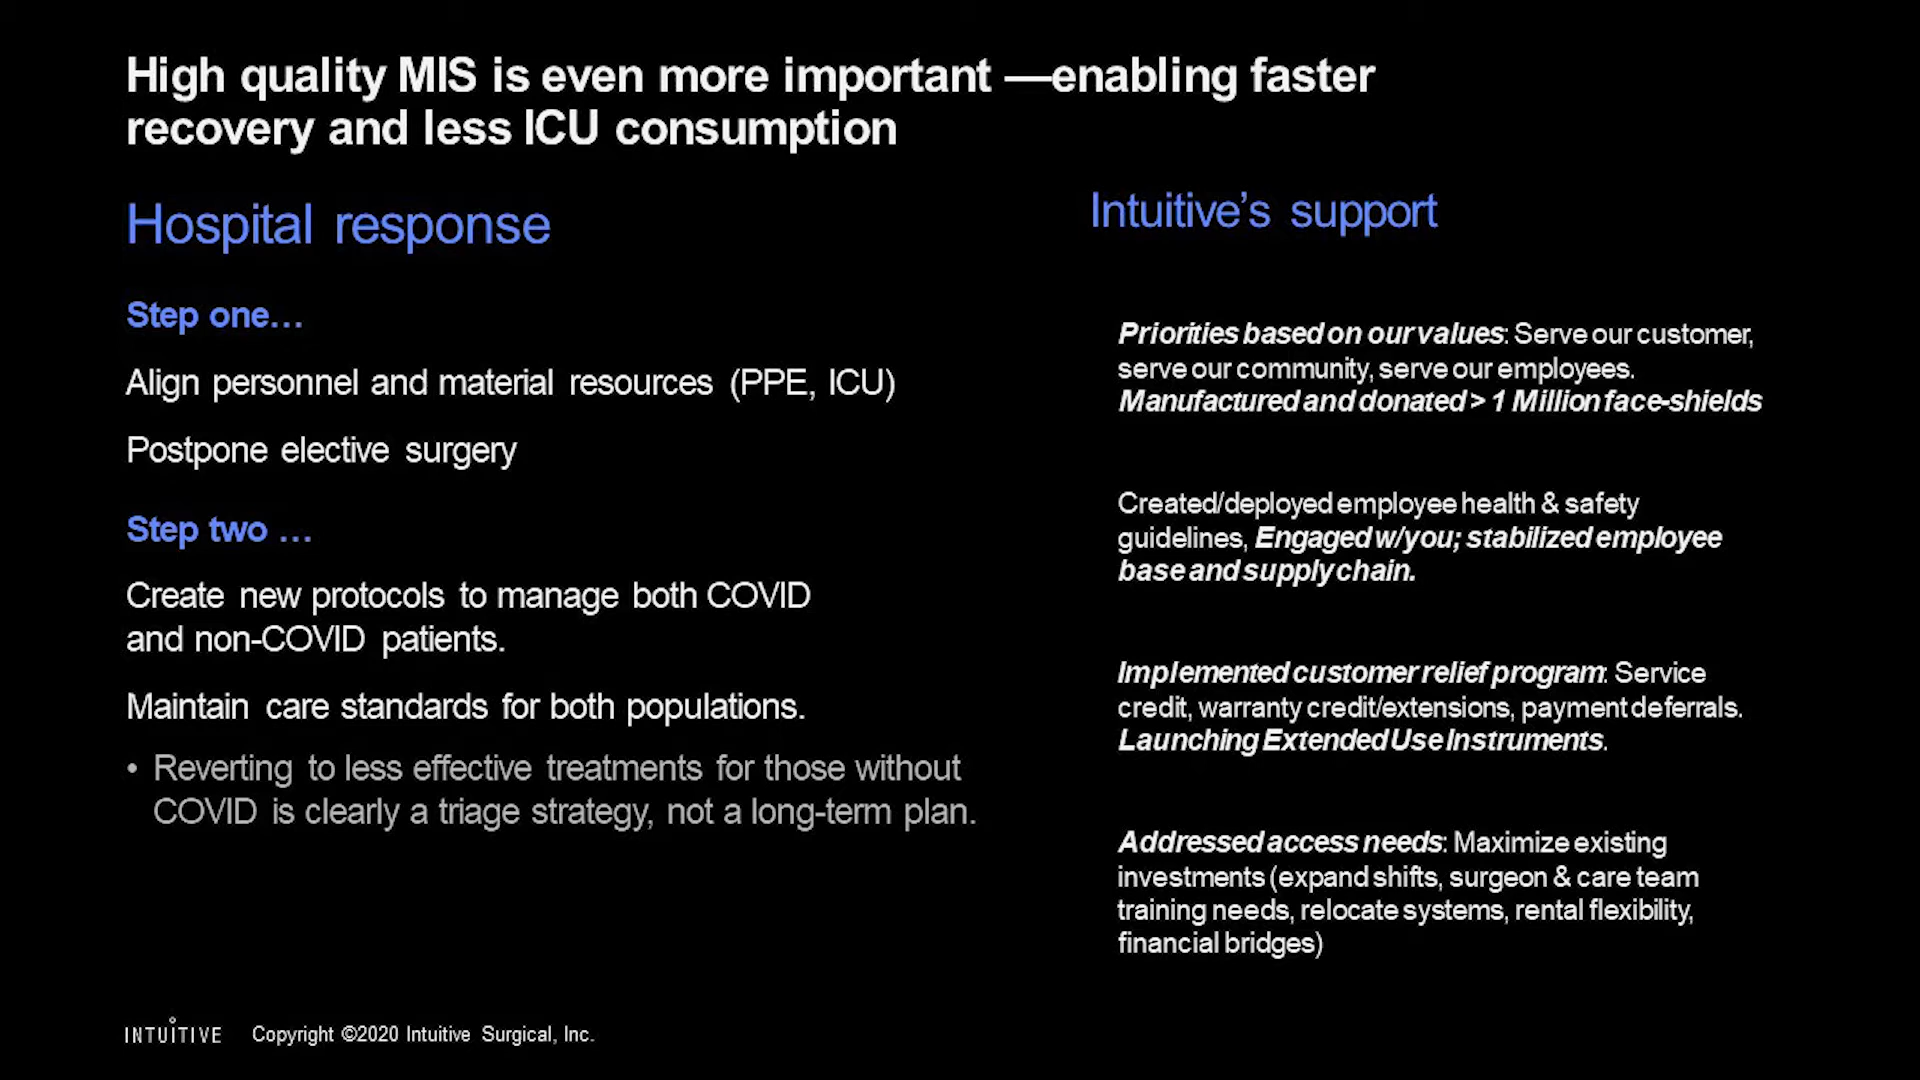 High quality MIS is even more important —enabling faster
recovery and less ICU consumption
Hospital response
Step one…
Align personnel and material resources (PPE, ICU)
Postpone elective surgery
Step two …
Create new protocols to manage both COVID
and non-COVID patients.
Maintain care standards for both populations.
• Reverting to less effective treatments for those without
COVID is clearly a triage strategy, not a long-term plan.
Intuitive’s support
Priorities based on our values: Serve our customer,
serve our community, serve our employees.
Manufactured and donated > 1 Million face-shields
Created/deployed employee health & safety
guidelines, Engaged w/you; stabilized employee
base and supply chain.
Implemented customer relief program: Service
credit, warranty credit/extensions, payment deferrals.
Launching Extended Use Instruments.
Addressed access needs: Maximize existing
investments (expand shifts, surgeon & care team
training needs, relocate systems, rental flexibility,
financial bridges)
INTUITIVE Copyright ©2020 Intuitive Surgical, Inc.